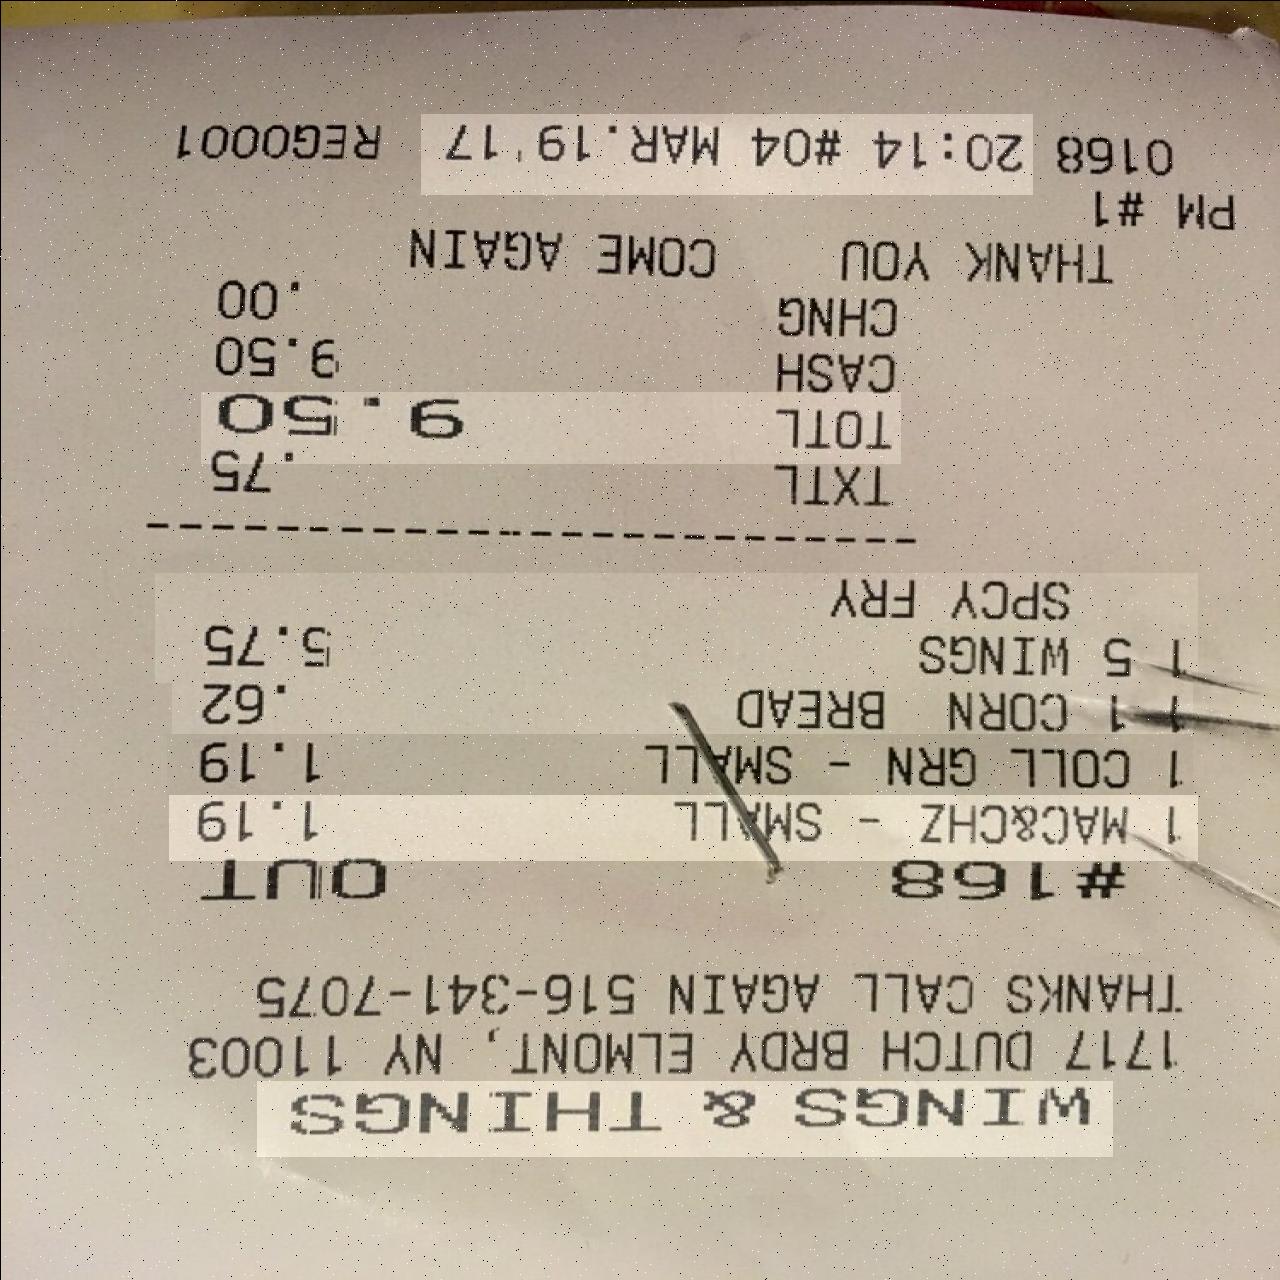 WINGS & THINGS
1717 DUTCH BRDY ELMONT, NY 11003
THANKS CALL AGAIN 516-341-7075
#168 OUT
1 MAC&CHZ - SMALL 1.19
1 COLL GRN - SMALL 1.19
1 1 CORN BREAD .62
1 5 WINGS 5.75
SPCY FRY
--------------------------
TXTL .75
TOTL 9.50
CASH 9.50
CHNG .00
THANK YOU COME AGAIN
PM #1
0168 20:14 #04 MAR.19'17 REG0001